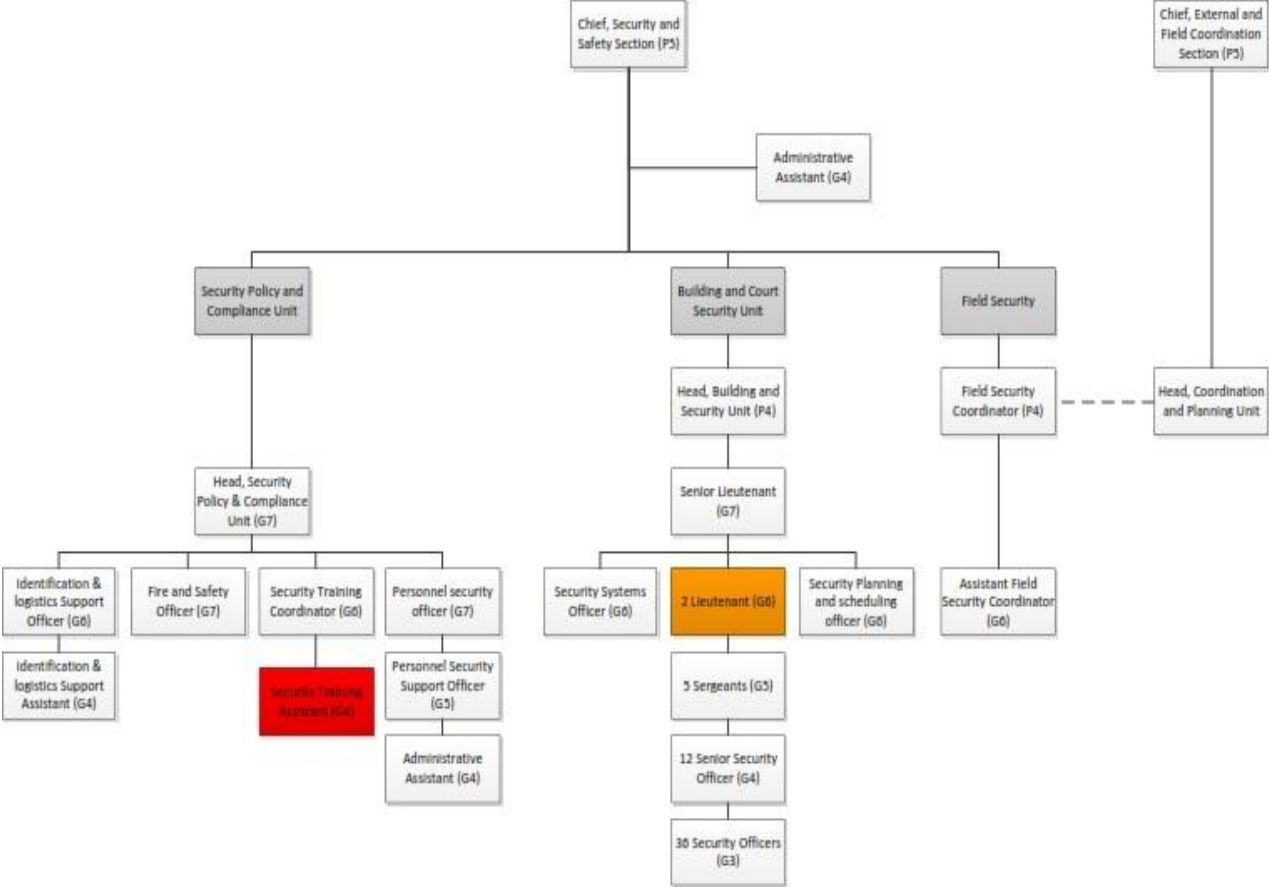 Chief, Security and
Safety Section (P5)
Chief, External and
Field Coordination
Section (P5)
Administrative
Assistant (G4)
Security Policy and
Compliance Unit
Building and Court
Security Unit
Field Security
Head, Building and
Security Unit (P4)
Field Security
Coordinator (P4)
Head, Coordination
and Planning Unit
Head, Security
Policy & Compliance
Unit (G7)
Senior Lieutenant
(G7)
Identification &
logistics Support
Officer (G6)
Fire and Safety
Officer (G7)
Security Training
Coordinator (G6)
Personnel security
officer (G7)
Security Systems
Officer (G6)
2 Lieutenant (G6)
Security Planning
and scheduling
officer (G6)
Assistant Field
Security Coordinator
(G6)
Identification &
logistics Support
Assistant (G4)
Security Training
Assistant (G4)
Personnel Security
Support Officer
(G5)
5 Sergeants (G5)
Administrative
Assistant (G4)
12 Senior Security
Officer (G4)
36 Security Officers
(G3)